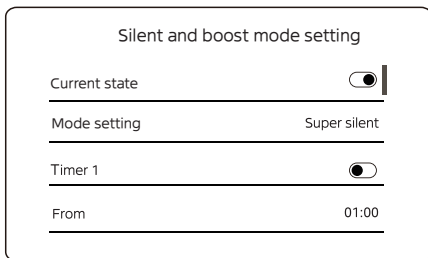 Silent and boost mode setting
Current state
Mode setting Super silent
Timer 1
From 01:00